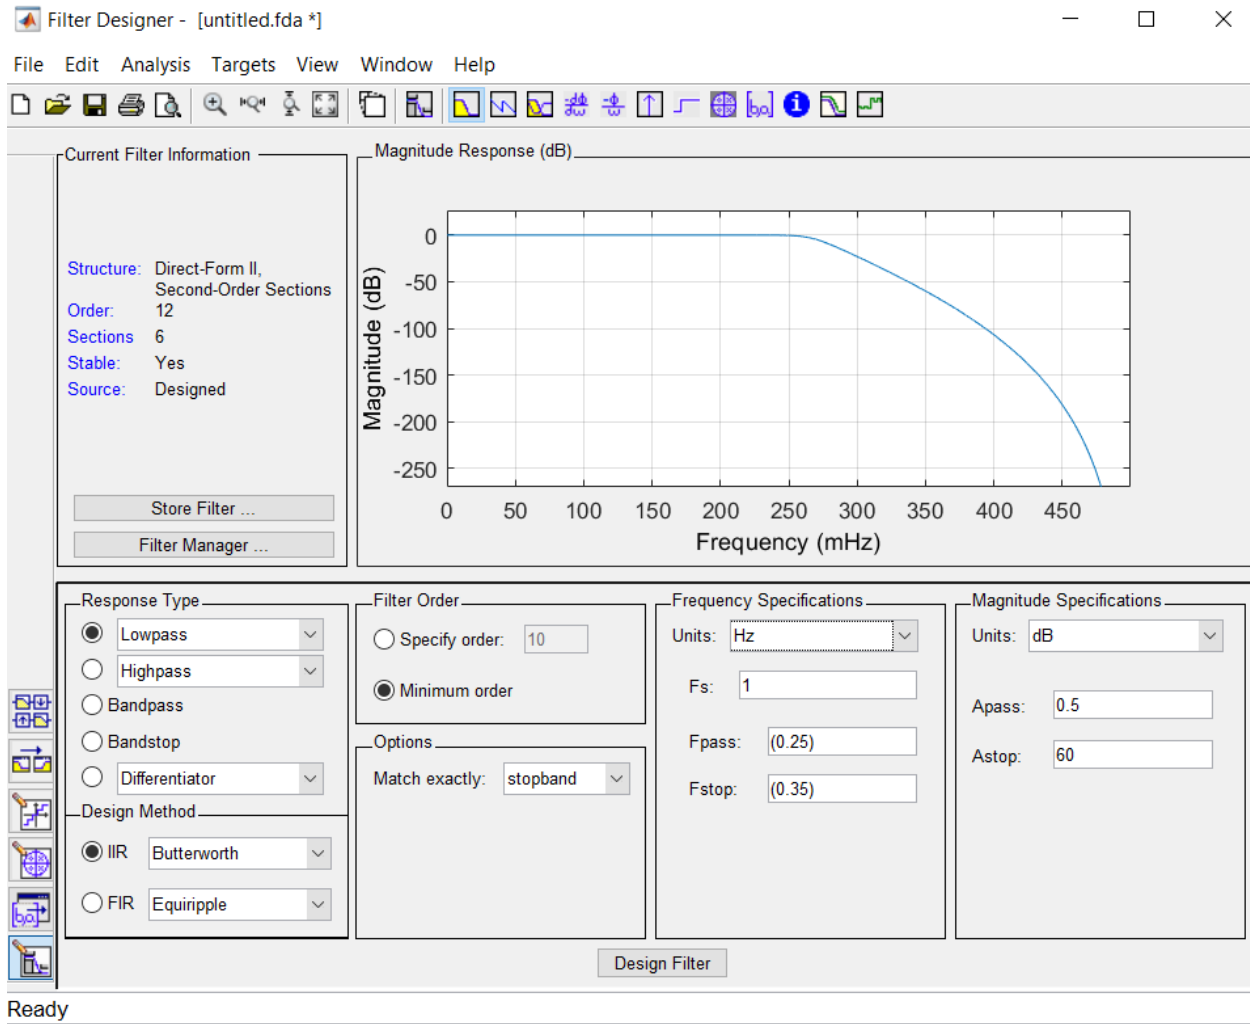 Filter Designer - [untitled.fda *]
File Edit Analysis Targets View Window Help
[b,a]
Current Filter Information
Structure: Direct-Form II,
Second-Order Sections
Order: 12
Sections 6
Stable: Yes
Source: Designed
Store Filter ...
Filter Manager ...
Magnitude Response (dB)
Magnitude (dB)
0
-50
-100
-150
-200
-250
0 50 100 150 200 250 300 350 400 450
Frequency (mHz)
Response Type
Lowpass
Highpass
Bandpass
Bandstop
Differentiator
Design Method
IIR Butterworth
FIR Equiripple
Filter Order
Specify order: 10
Minimum order
Options
Match exactly: stopband
Frequency Specifications
Units: Hz
Fs: 1
Fpass: (0.25)
Fstop: (0.35)
Magnitude Specifications
Units: dB
Apass: 0.5
Astop: 60
[b,a]
Design Filter
Ready